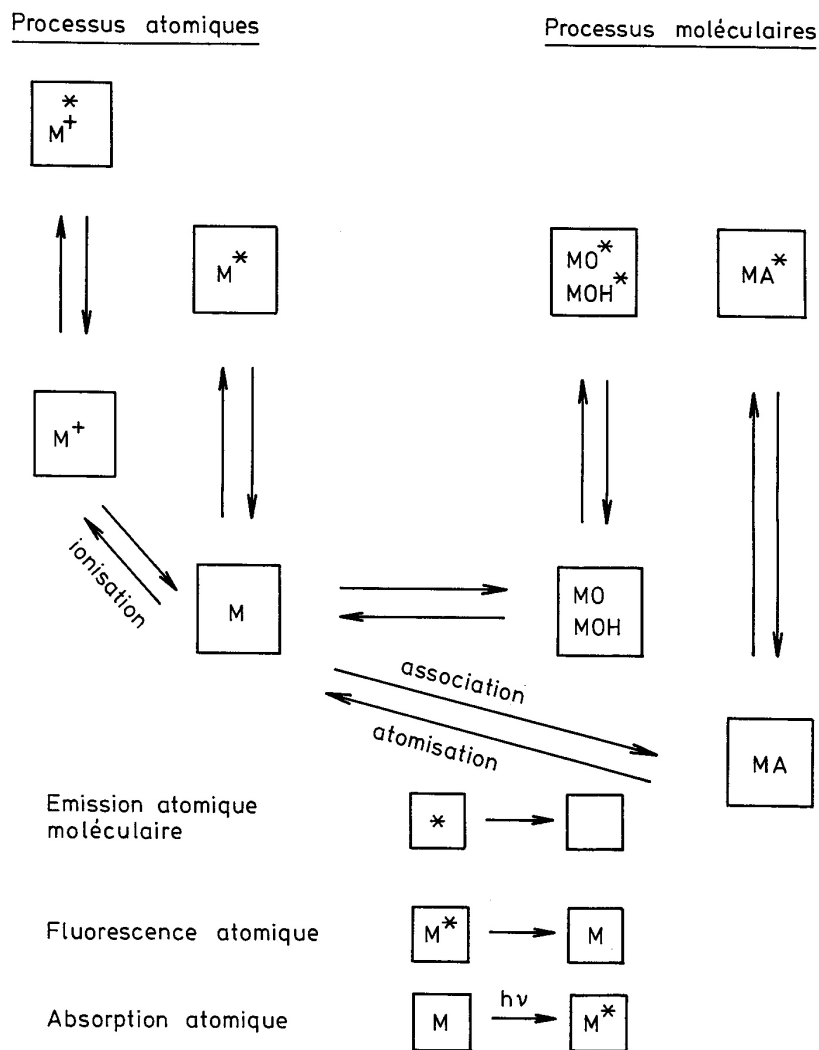 Processus atomiques
Processus moléculaires
*
M+
M*
MO*
MOH*
MA*
M+
ionisation
M
MO
MOH
association
atomisation
MA
Emission atomique
moléculaire
*
Fluorescence atomique
M*
M
Absorption atomique
M
hν
M*